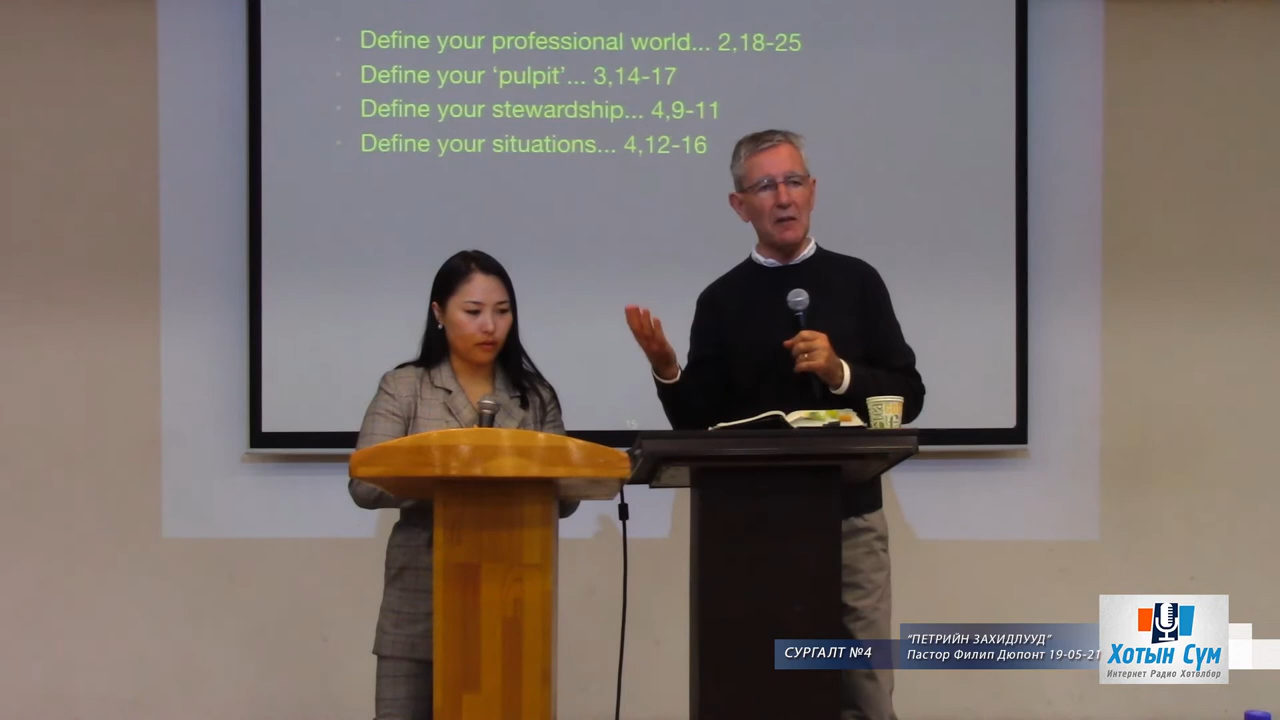 Define your professional world... 2,18-25
Define your ‘pulpit’... 3,14-17
Define your stewardship... 4,9-11
Define your situations... 4,12-16
15
СУРГАЛТ №4
“ПЕТРИЙН ЗАХИДЛУУД”
Пастор Филип Дюпонт 19-05-21
Хотын Сүм
Интернет Радио Хөтөлбөр